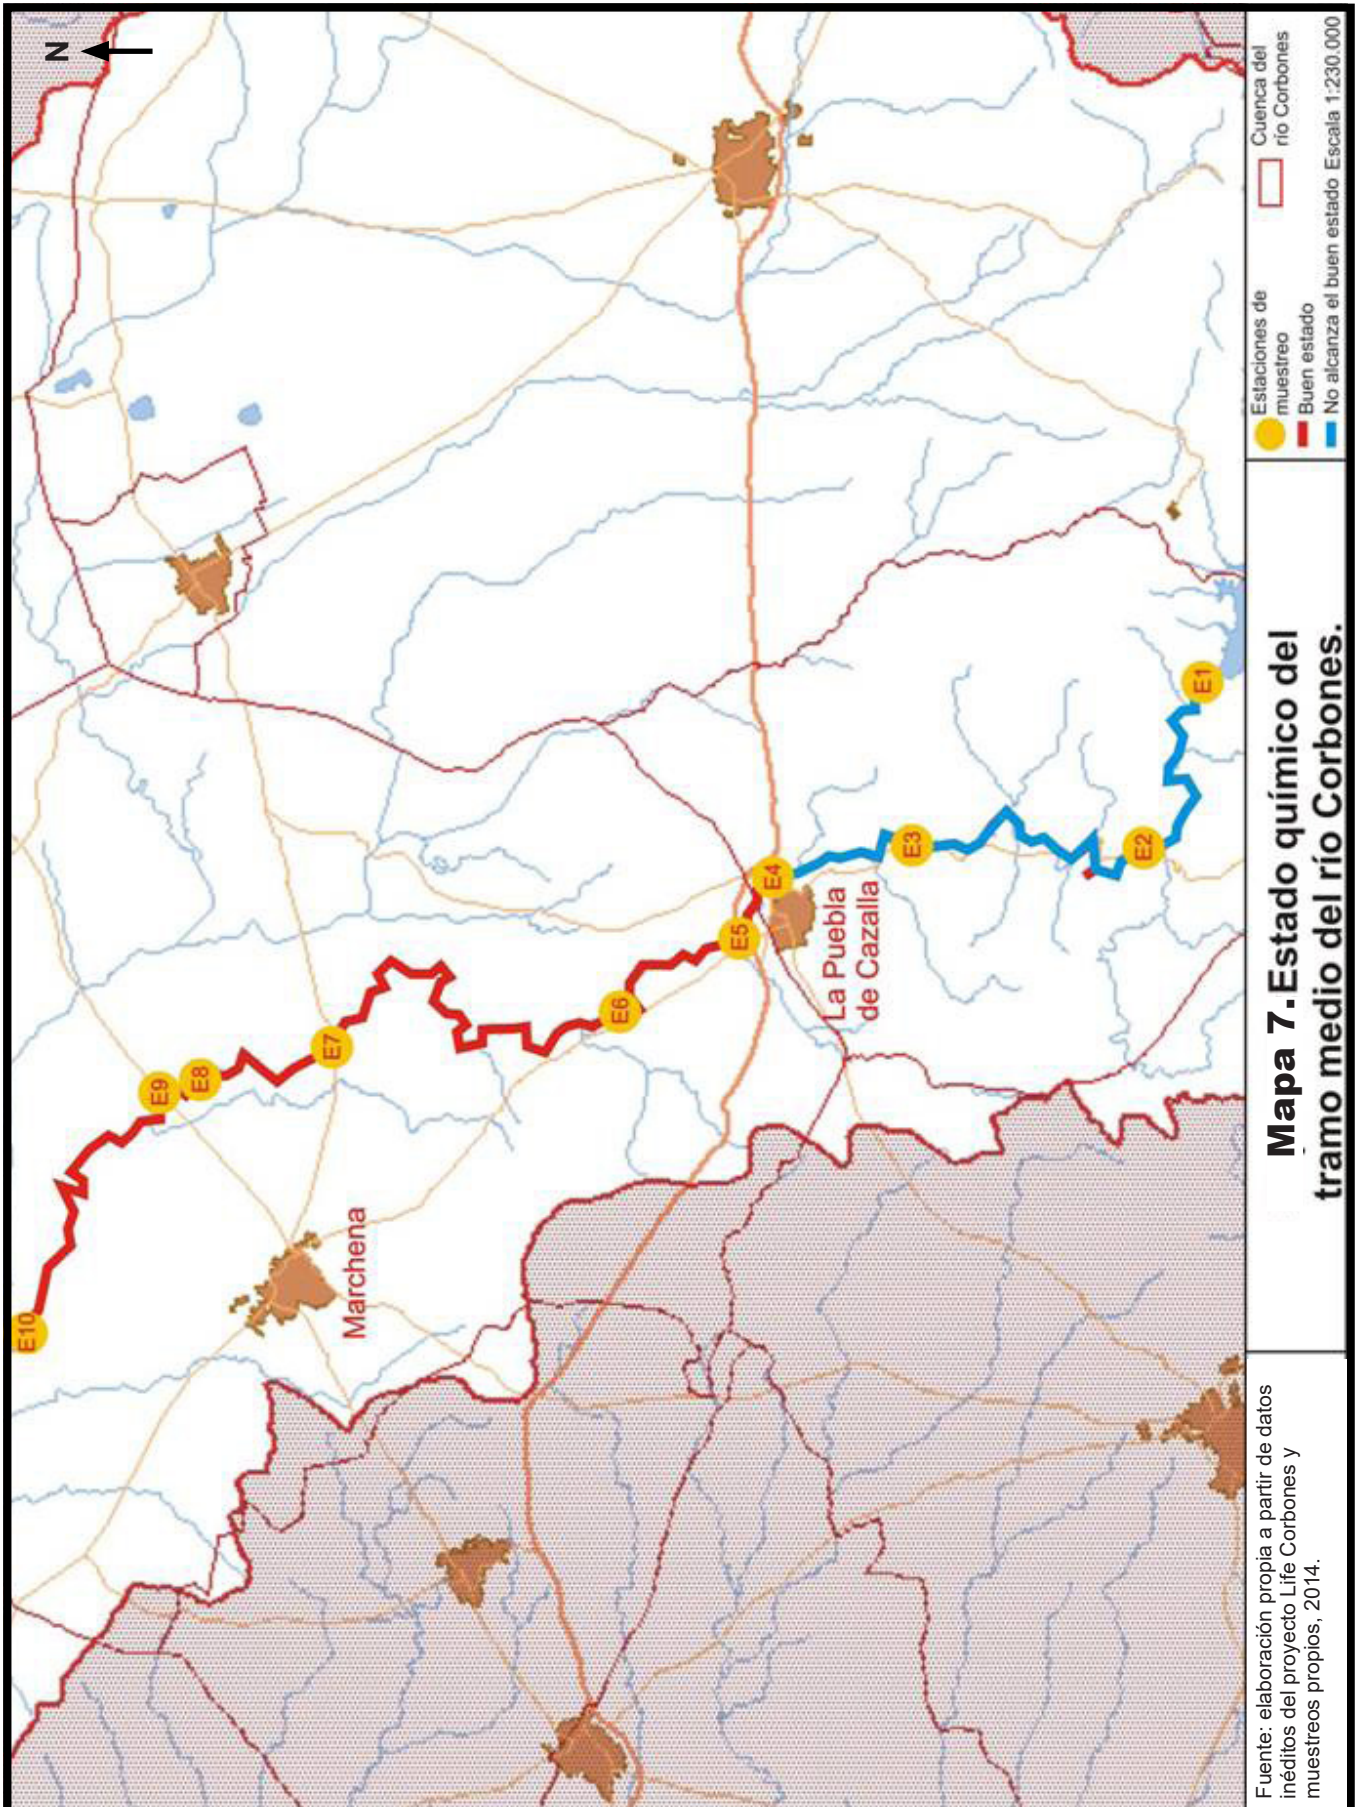 N
E10
E9
E8
E7
E6
E5
E4
E3
E2
E1
Marchena
La Puebla
de Cazalla
Fuente: elaboración propia a partir de datos
inéditos del proyecto Life Corbones y
muestreos propios, 2014.
Mapa 7. Estado químico del
tramo medio del río Corbones.
Estaciones de
muestreo
Buen estado
No alcanza el buen estado
Cuenca del
río Corbones
Escala 1:230.000